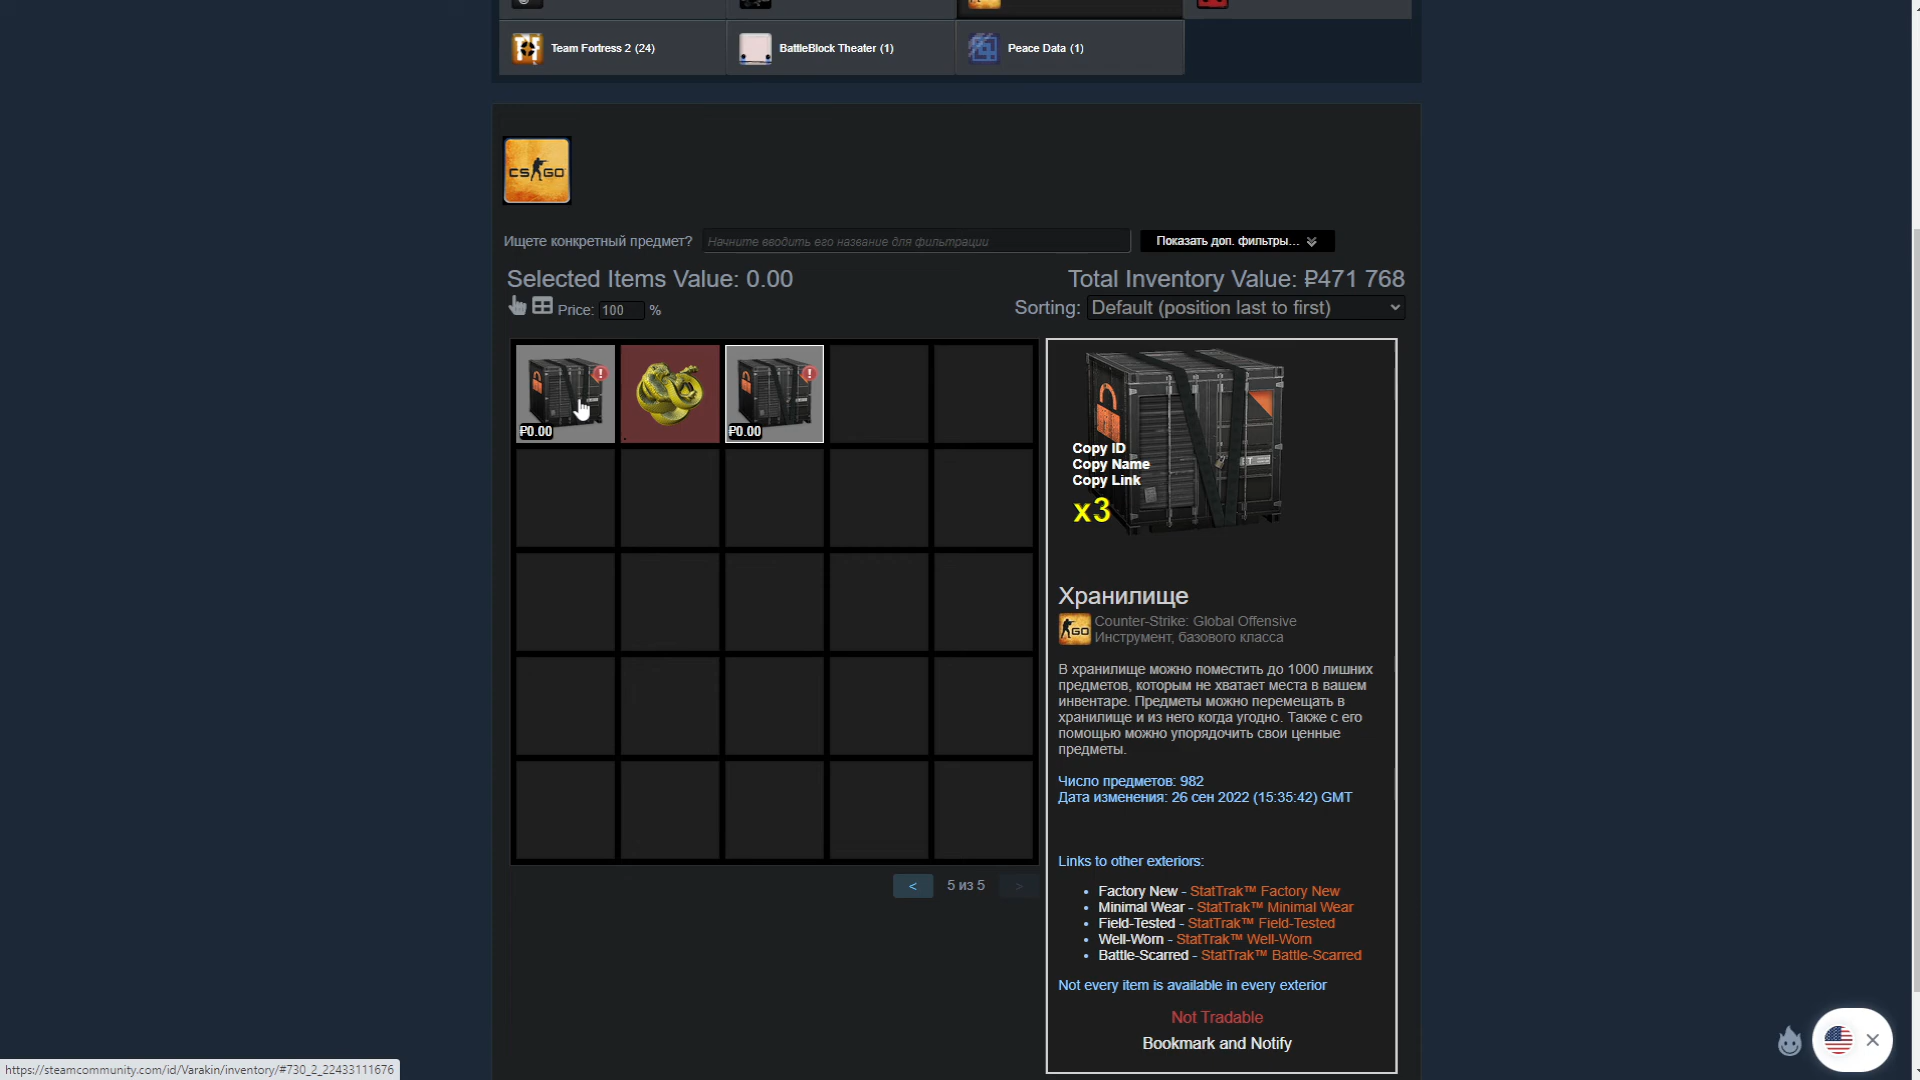 Team Fortress 2 (24)
BattleBlock Theater (1)
Peace Data (1)
CS GO
Ищете конкретный предмет?
Начните вводить его название для фильтрации
Показать доп. фильтры...
Selected Items Value: 0.00
Total Inventory Value: ₽471 768
Price: 100 %
Sorting: Default (position last to first)
₽0.00
₽0.00
Copy ID
Copy Name
Copy Link
x3
Хранилище
GO
Counter-Strike: Global Offensive
Инструмент, базового класса
В хранилище можно поместить до 1000 лишних
предметов, которым не хватает места в вашем
инвентаре. Предметы можно перемещать в
хранилище и из него когда угодно. Также с его
помощью можно упорядочить свои ценные
предметы.
Число предметов: 982
Дата изменения: 26 сен 2022 (15:35:42) GMT
< 5 из 5 >
Links to other exteriors:
Factory New - StatTrak™ Factory New
Minimal Wear - StatTrak™ Minimal Wear
Field-Tested - StatTrak™ Field-Tested
Well-Worn - StatTrak™ Well-Worn
Battle-Scarred - StatTrak™ Battle-Scarred
Not every item is available in every exterior
Not Tradable
Bookmark and Notify
https://steamcommunity.com/id/Varakin/inventory/#730_2_22433111676